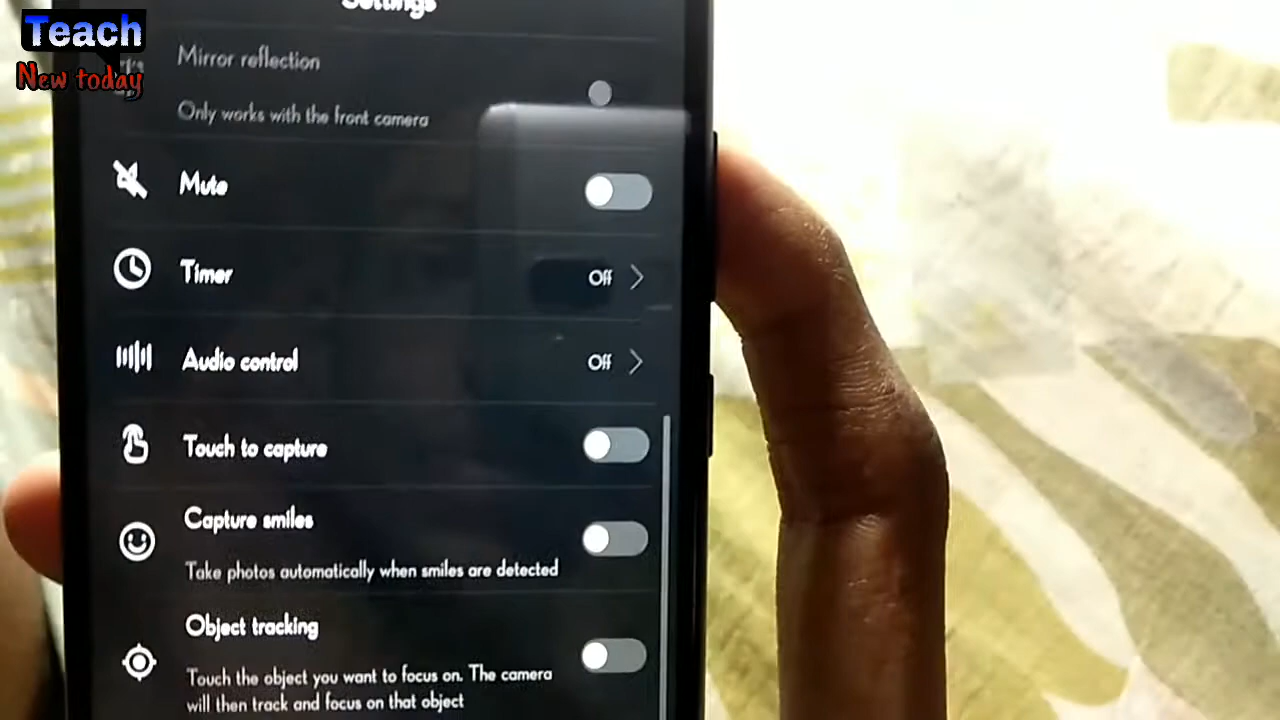 Teach
New today
Settings
Mirror reflection
Only works with the front camera
Mute
Timer
Off
Audio control
Off
Touch to capture
Capture smiles
Take photos automatically when smiles are detected
Object tracking
Touch the object you want to focus on. The camera
will then track and focus on that object